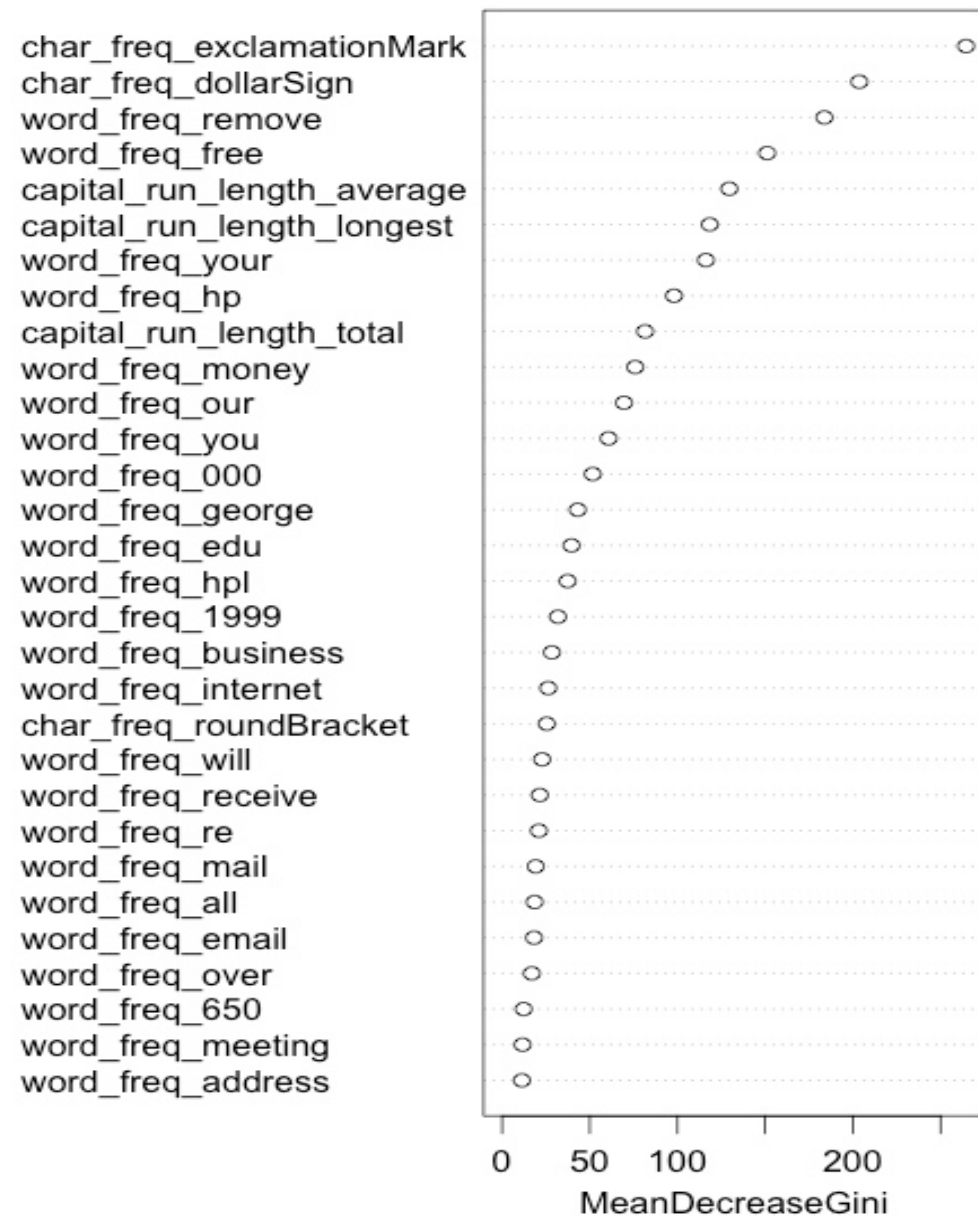 char_freq_exclamationMark
char_freq_dollarSign
word_freq_remove
word_freq_free
capital_run_length_average
capital_run_length_longest
word_freq_your
word_freq_hp
capital_run_length_total
word_freq_money
word_freq_our
word_freq_you
word_freq_000
word_freq_george
word_freq_edu
word_freq_hpl
word_freq_1999
word_freq_business
word_freq_internet
char_freq_roundBracket
word_freq_will
word_freq_receive
word_freq_re
word_freq_mail
word_freq_all
word_freq_email
word_freq_over
word_freq_650
word_freq_meeting
word_freq_address
0 50 100 200
MeanDecreaseGini